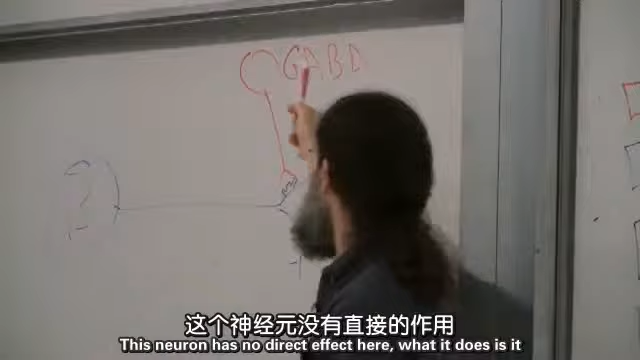 GABA
这个神经元没有直接的作用
This neuron has no direct effect here, what it does is it